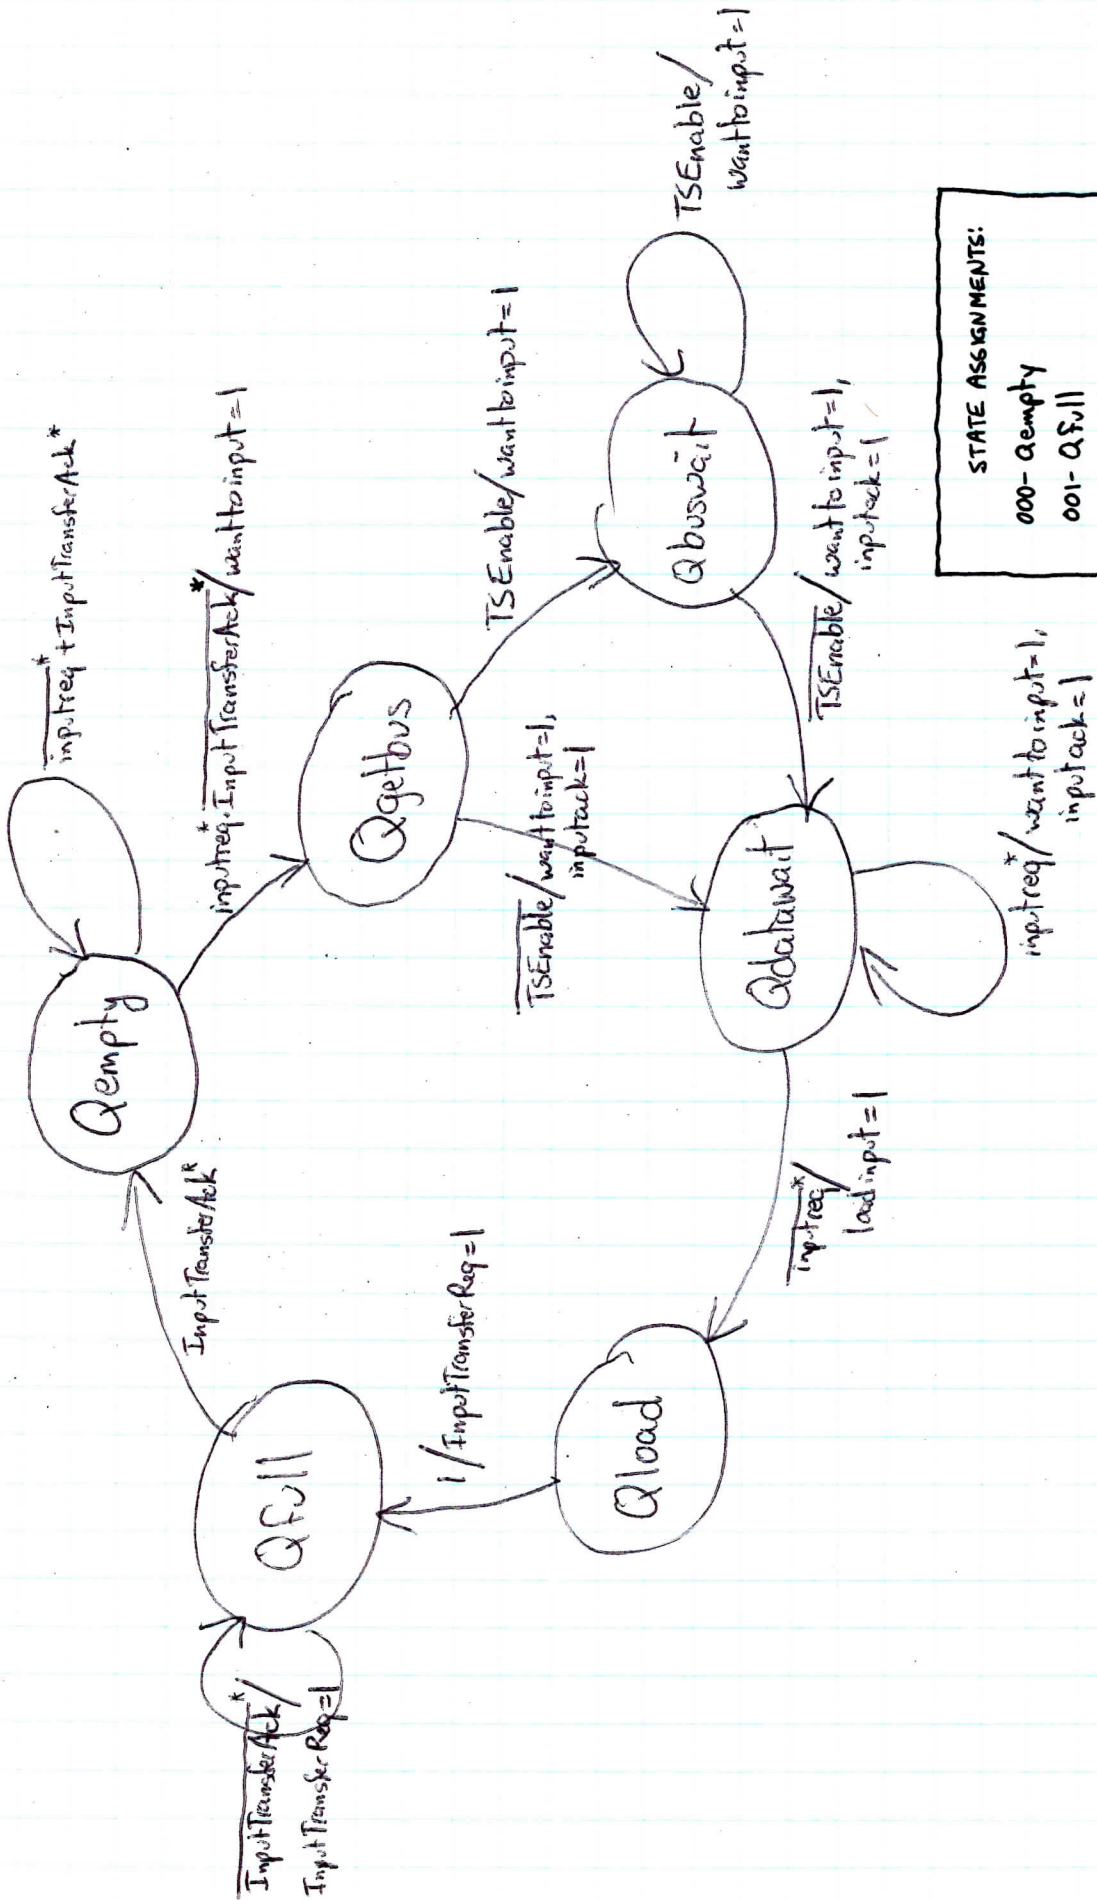 inputreq* + InputTransferAck*
Qempty
inputreq*·InputTransferAck*/wanttoinput=1
InputTransferAck*
Qgetbus
TSEnable/wanttoinput=1
TSEnable/
wanttoinput=1
Qfull
InputTransferAck*/
InputTransferReq=1
TSEnable/wanttoinput=1,
inputack=1
Qbuswait
1/InputTransferReq=1
TSEnable/wanttoinput=1,
inputack=1
Qdatawait
Qload
inputreq*/
loadinput=1
inputreq*/wanttoinput=1,
inputack=1
STATE ASSIGNMENTS:
000- Qempty
001- Qfull